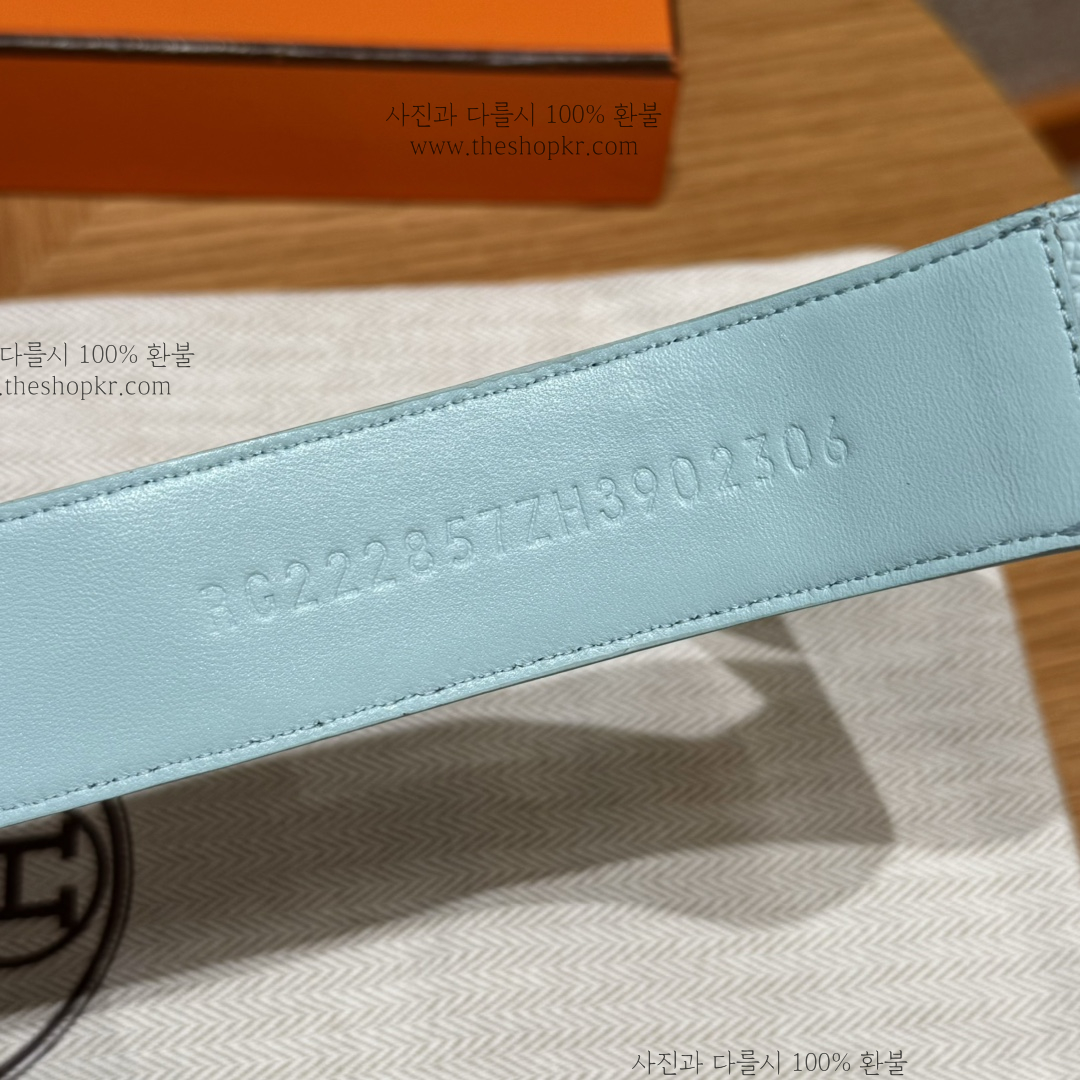 사진과 다를시 100% 환불
www.theshopkr.com
다를시 100% 환불
.theshopkr.com
RG222857ZH3902306
H
사진과 다를시 100% 환불